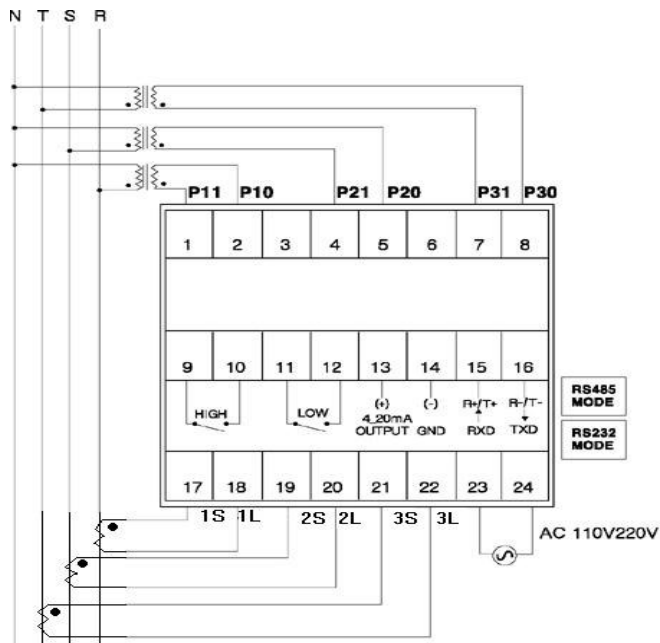 N T S R
P11 P10 P21 P20 P31 P30
1 2 3 4 5 6 7 8
9 10 11 12 13 14 15 16
HIGH LOW (+) (-) R+/T+ R-/T-
4_20mA
OUTPUT GND RXD TXD
RS485
MODE
RS232
MODE
17 18 19 20 21 22 23 24
1S 1L 2S 2L 3S 3L
AC 110V220V